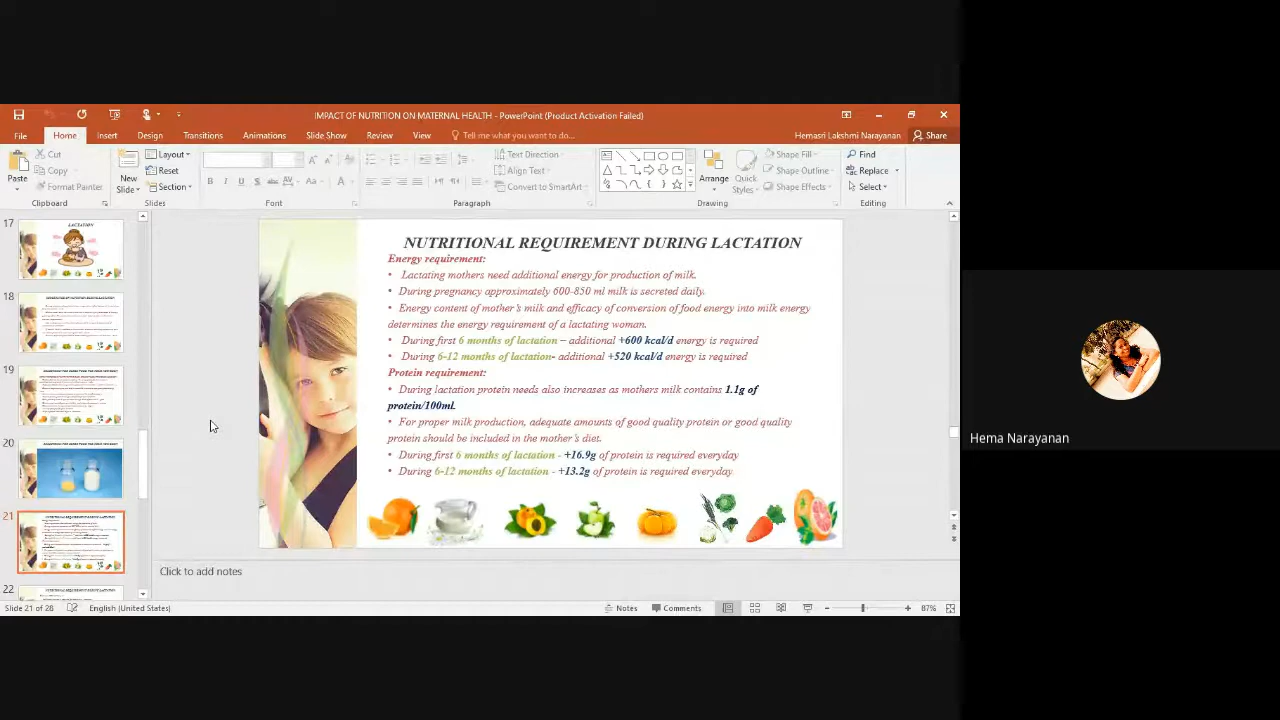 IMPACT OF NUTRITION ON MATERNAL HEALTH - PowerPoint (Product Activation Failed)
File Home Insert Design Transitions Animations Slide Show Review View Tell me what you want to do... Hemasri Lakshmi Narayanan Share
Paste
Cut
Copy
Format Painter
Clipboard
New
Slide
Layout
Reset
Section
Slides
B I U S abc AV Aa A
Font
Text Direction
Align Text
Convert to SmartArt
Paragraph
Arrange
Quick
Styles
Shape Fill
Shape Outline
Shape Effects
Drawing
Find
Replace
Select
Editing
17
LACTATION
18
19
20
21
22
NUTRITIONAL REQUIREMENT DURING LACTATION
Energy requirement:
• Lactating mothers need additional energy for production of milk.
• During pregnancy approximately 600-850 ml milk is secreted daily.
• Energy content of mother's milk and efficacy of conversion of food energy into milk energy
determines the energy requirement of a lactating woman.
• During first 6 months of lactation – additional +600 kcal/d energy is required
• During 6-12 months of lactation- additional +520 kcal/d energy is required
Protein requirement:
• During lactation protein needs also increases as mothers milk contains 1.1g of
protein/100ml.
• For proper milk production, adequate amounts of good quality protein or good quality
protein should be included in the mother's diet.
• During first 6 months of lactation - +16.9g of protein is required everyday
• During 6-12 months of lactation - +13.2g of protein is required everyday
Click to add notes
Slide 21 of 28 English (United States) Notes Comments 87%
Hema Narayanan